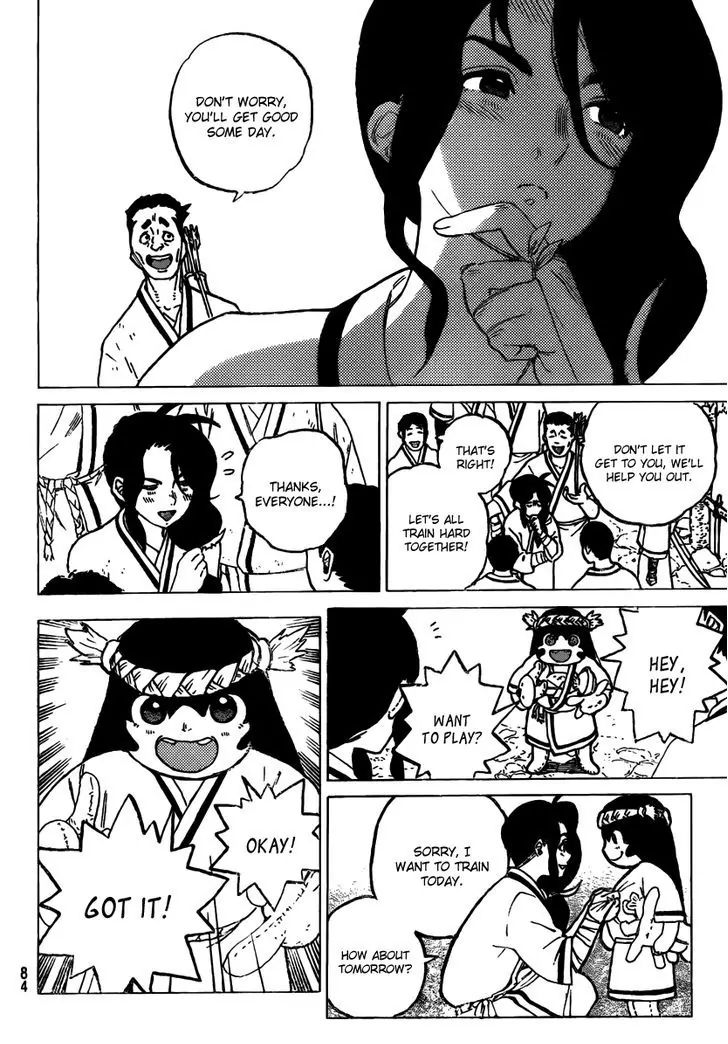 DON'T WORRY,
YOU'LL GET GOOD
SOME DAY.
DON'T LET IT
GET TO YOU, WE'LL
HELP YOU OUT.
THAT'S
RIGHT!
LET'S ALL
TRAIN HARD
TOGETHER!
THANKS,
EVERYONE...!
HEY,
HEY!
WANT
TO PLAY?
SORRY, I
WANT TO TRAIN
TODAY.
HOW ABOUT
TOMORROW?
OKAY!
GOT IT!
84